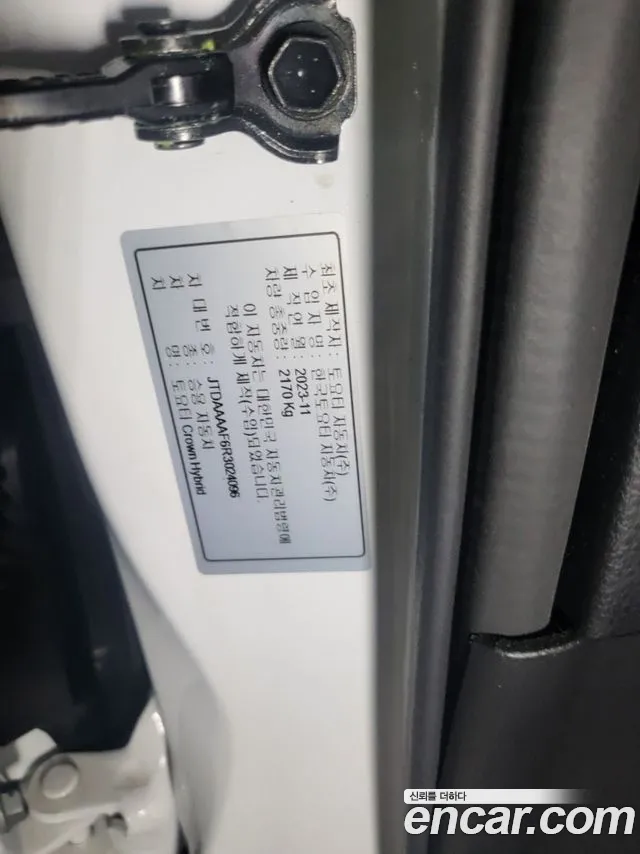 최초 제작자 : 토요타 자동차(주)
수 입 자 명 : 한국토요타 자동차(주)
제 작 연 월 : 2023-11
차량 총 중량 : 2170 Kg
이 자동차는 대한민국 자동차관리법령에
적합하게 제작(수입)되었습니다.
차 대 번 호 : JTDAAAAF6R3024096
차 종 : 승용 자동차
차 명 : 토요타 Crown Hybrid
신뢰를 더하다
encar.com